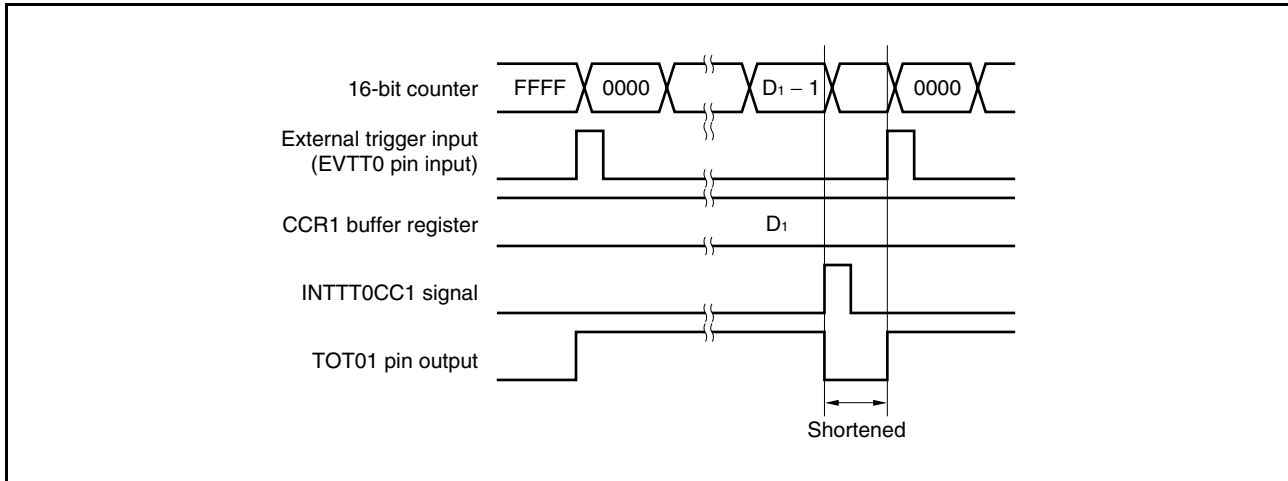 16-bit counter FFFF 0000 D₁ – 1 0000
External trigger input
(EVTT0 pin input)
CCR1 buffer register D₁
INTTT0CC1 signal
TOT01 pin output
Shortened